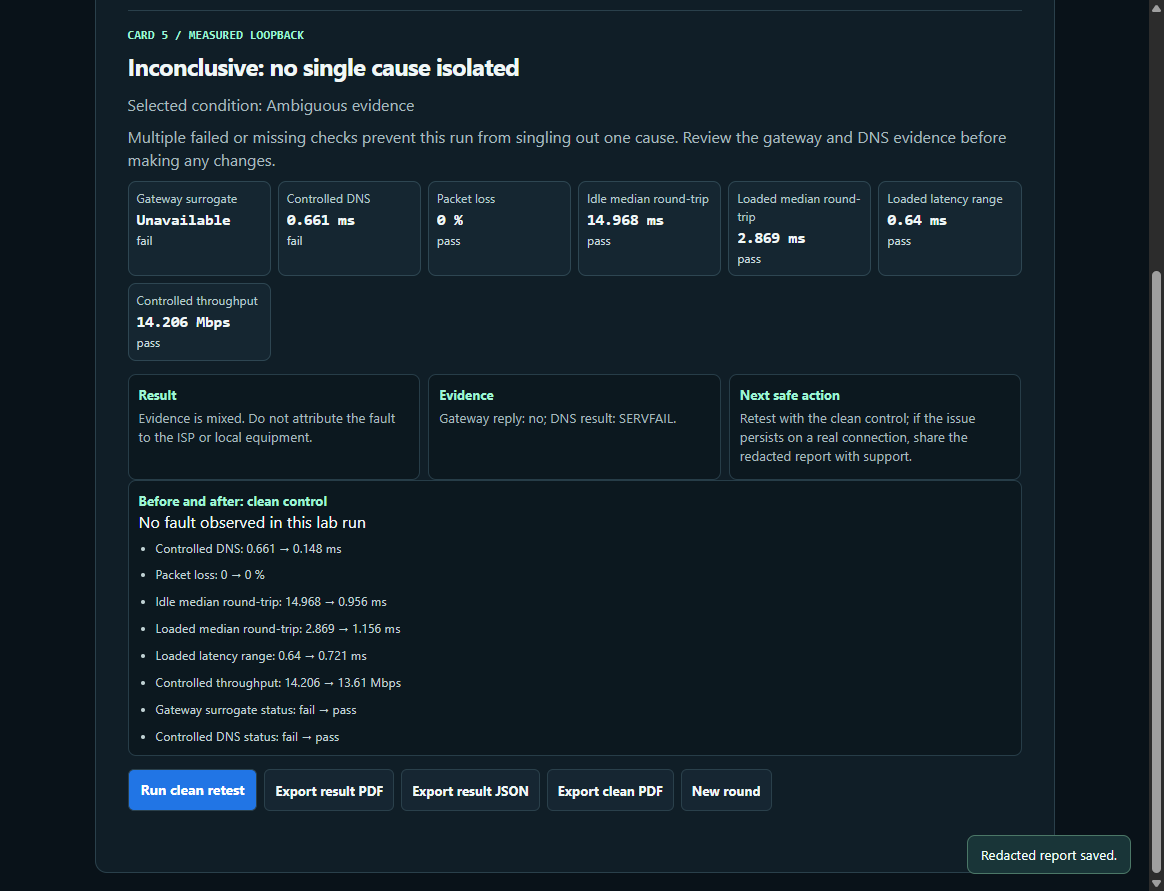 CARD 5 / MEASURED LOOPBACK
Inconclusive: no single cause isolated
Selected condition: Ambiguous evidence
Multiple failed or missing checks prevent this run from singling out one cause. Review the gateway and DNS evidence before
making any changes.
Gateway surrogate
Unavailable
fail
Controlled DNS
0.661 ms
fail
Packet loss
0 %
pass
Idle median round-trip
14.968 ms
pass
Loaded median round-
trip
2.869 ms
pass
Loaded latency range
0.64 ms
pass
Controlled throughput
14.206 Mbps
pass
Result
Evidence is mixed. Do not attribute the fault
to the ISP or local equipment.
Evidence
Gateway reply: no; DNS result: SERVFAIL.
Next safe action
Retest with the clean control; if the issue
persists on a real connection, share the
redacted report with support.
Before and after: clean control
No fault observed in this lab run
• Controlled DNS: 0.661 → 0.148 ms
• Packet loss: 0 → 0 %
• Idle median round-trip: 14.968 → 0.956 ms
• Loaded median round-trip: 2.869 → 1.156 ms
• Loaded latency range: 0.64 → 0.721 ms
• Controlled throughput: 14.206 → 13.61 Mbps
• Gateway surrogate status: fail → pass
• Controlled DNS status: fail → pass
Run clean retest
Export result PDF
Export result JSON
Export clean PDF
New round
Redacted report saved.